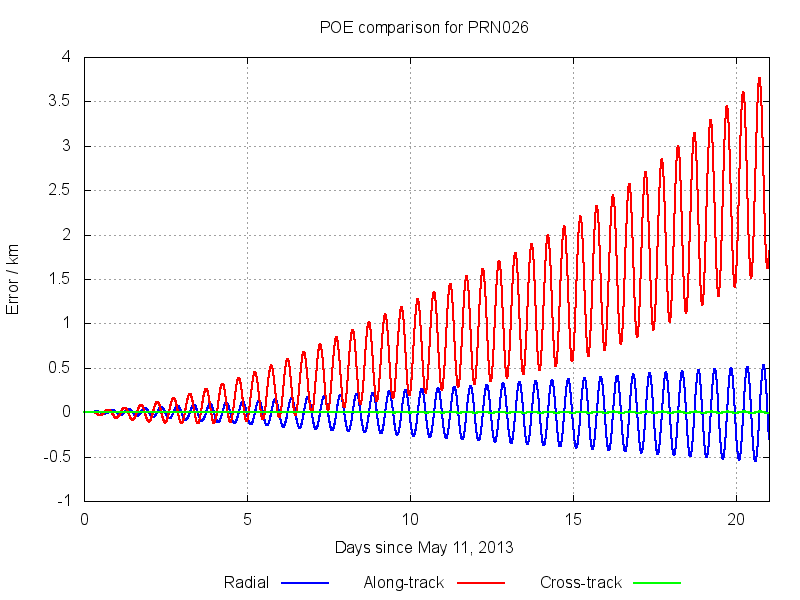 POE comparison for PRN026
4
3.5
3
2.5
2
1.5
1
0.5
0
-0.5
-1
Error / km
0 5 10 15 20
Days since May 11, 2013
Radial Along-track Cross-track